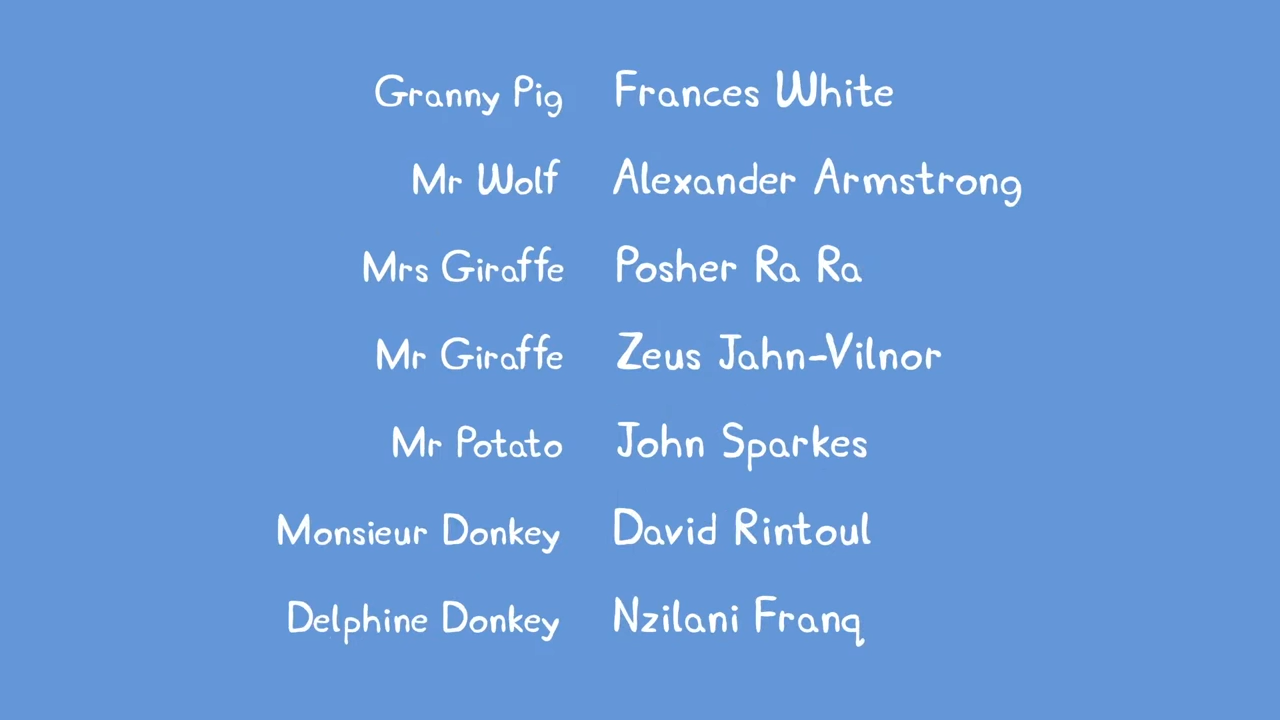 Granny Pig Frances White
Mr Wolf Alexander Armstrong
Mrs Giraffe Posher Ra Ra
Mr Giraffe Zeus Jahn-Vilnor
Mr Potato John Sparkes
Monsieur Donkey David Rintoul
Delphine Donkey Nzilani Franq